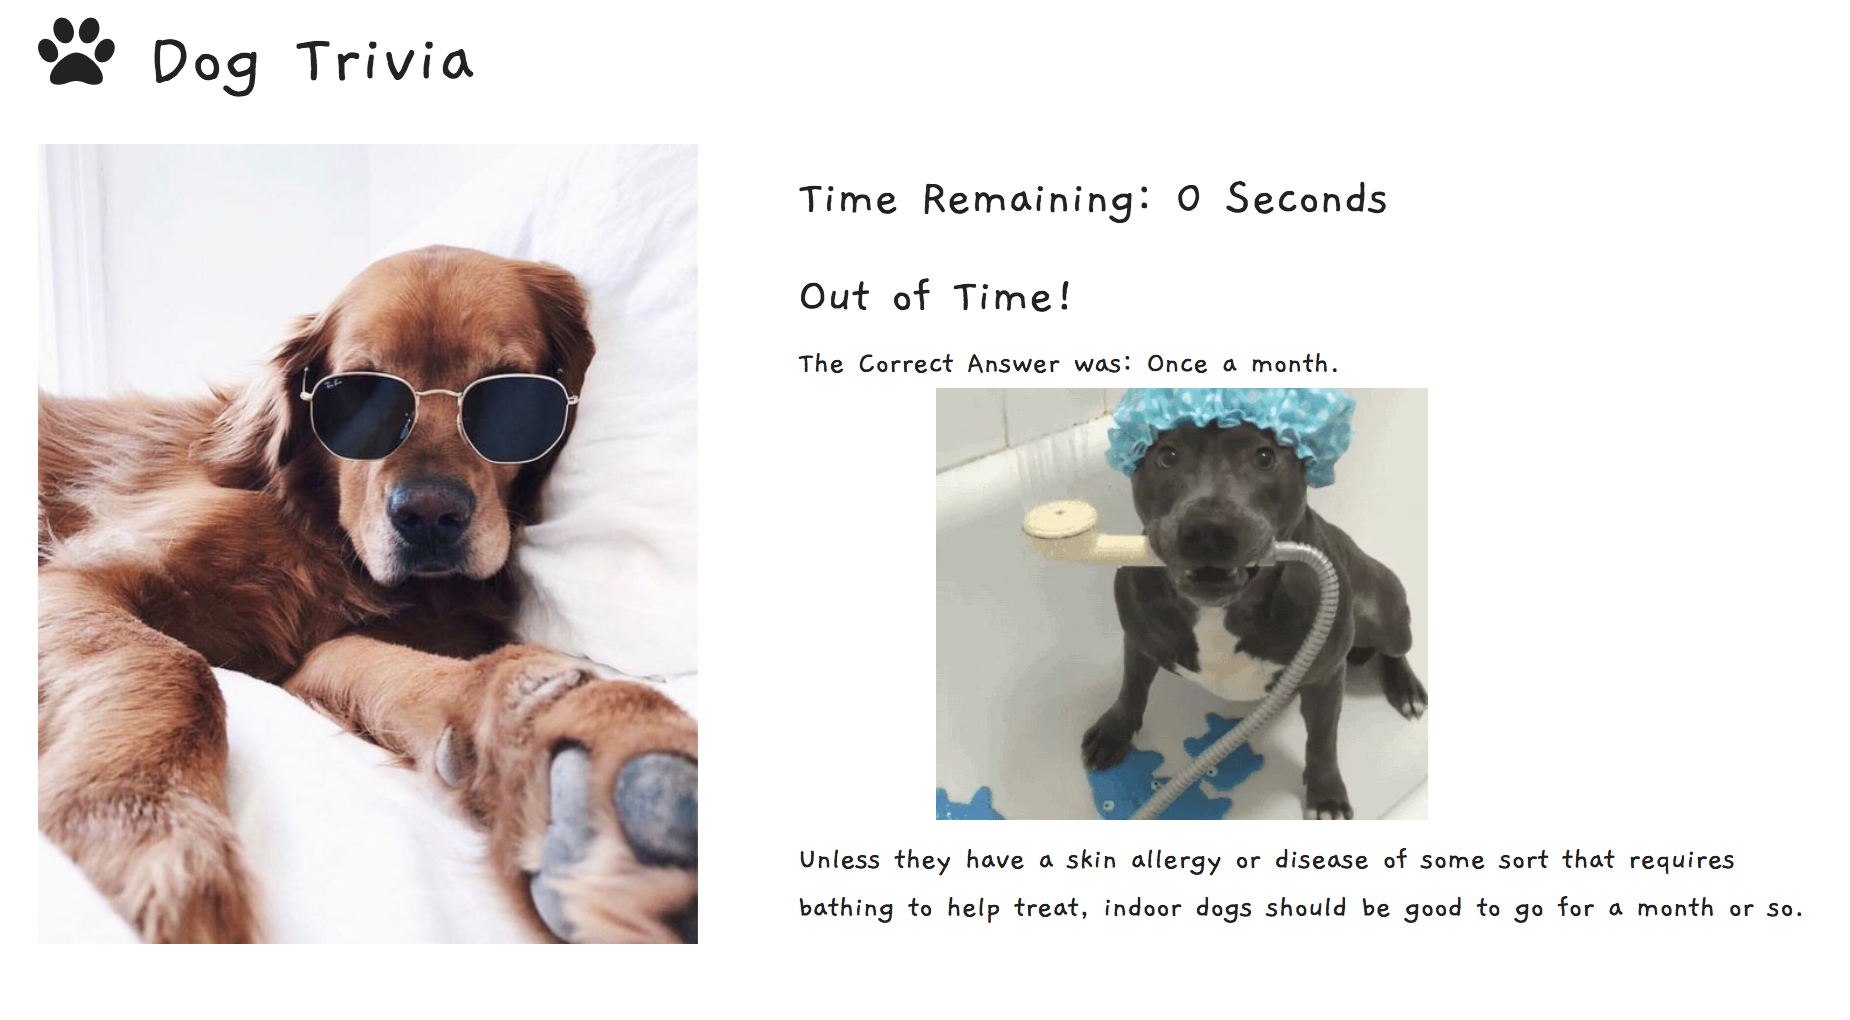 Dog Trivia
Time Remaining: 0 Seconds
Out of Time!
The Correct Answer was: Once a month.
Unless they have a skin allergy or disease of some sort that requires
bathing to help treat, indoor dogs should be good to go for a month or so.